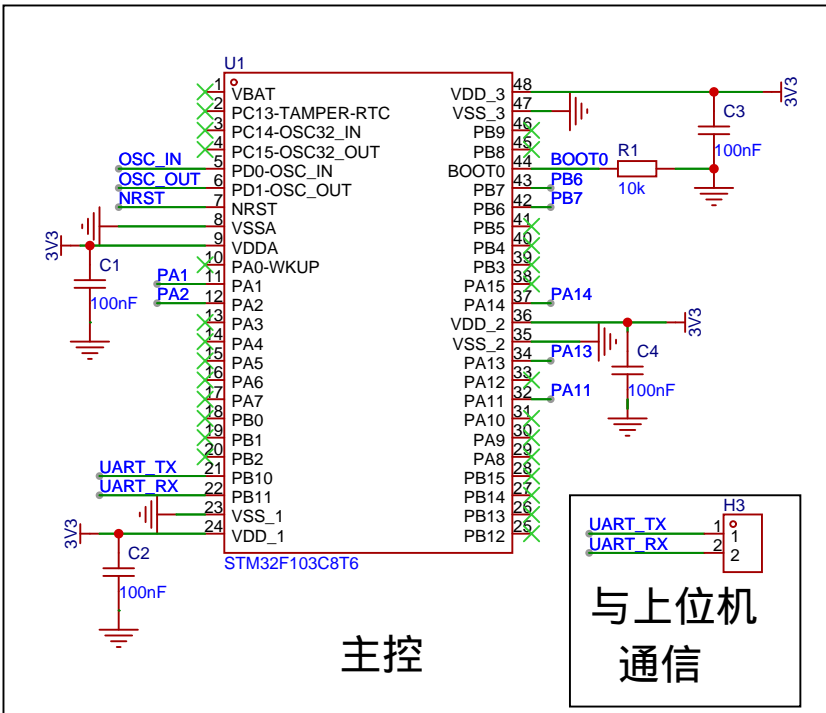 U1
1 VBAT
2 PC13-TAMPER-RTC
3 PC14-OSC32_IN
4 PC15-OSC32_OUT
OSC_IN 5 PD0-OSC_IN
OSC_OUT 6 PD1-OSC_OUT
NRST 7 NRST
8 VSSA
3V3 9 VDDA
10 PA0-WKUP
C1
100nF
PA1 11 PA1
PA2 12 PA2
13 PA3
14 PA4
15 PA5
16 PA6
17 PA7
18 PB0
19 PB1
20 PB2
UART_TX 21 PB10
UART_RX 22 PB11
23 VSS_1
3V3 24 VDD_1
C2
100nF
STM32F103C8T6
VDD_3 48 3V3
VSS_3 47
C3
100nF
PB9 46
PB8 45
BOOT0 44 BOOT0
R1
10k
PB7 43 PB6
PB6 42 PB7
PB5 41
PB4 40
PB3 39
PA15 38
PA14 37 PA14
VDD_2 36 3V3
VSS_2 35
C4
100nF
PA13 34 PA13
PA12 33
PA11 32 PA11
PA10 31
PA9 30
PA8 29
PB15 28
PB14 27
PB13 26
PB12 25
主控
H3
UART_TX 1 1
UART_RX 2 2
与上位机
通信